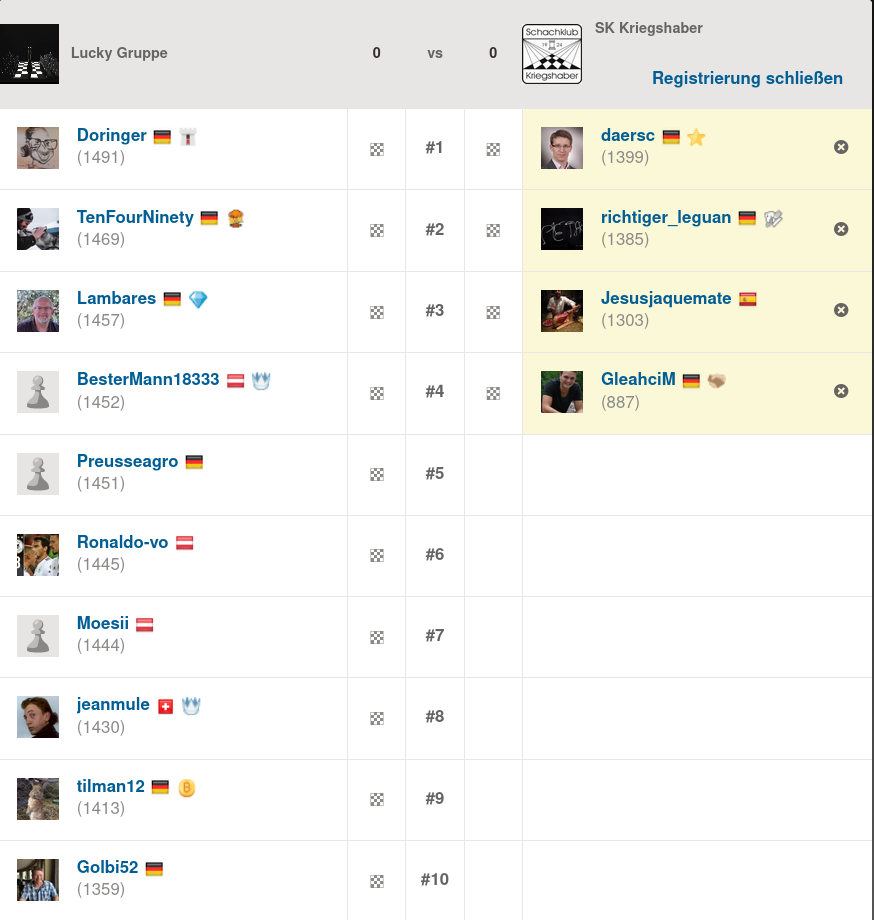 Lucky Gruppe
0
vs
0
Schachklub
1924
Kriegshaber
SK Kriegshaber
Registrierung schließen
Doringer
(1491)
#1
daersc
(1399)
TenFourNinety
(1469)
#2
richtiger_leguan
(1385)
Lambares
(1457)
#3
Jesusjaquemate
(1303)
BesterMann18333
(1452)
#4
GleahciM
(887)
Preusseagro
(1451)
#5
Ronaldo-vo
(1445)
#6
Moesii
(1444)
#7
jeanmule
(1430)
#8
tilman12
(1413)
#9
Golbi52
(1359)
#10